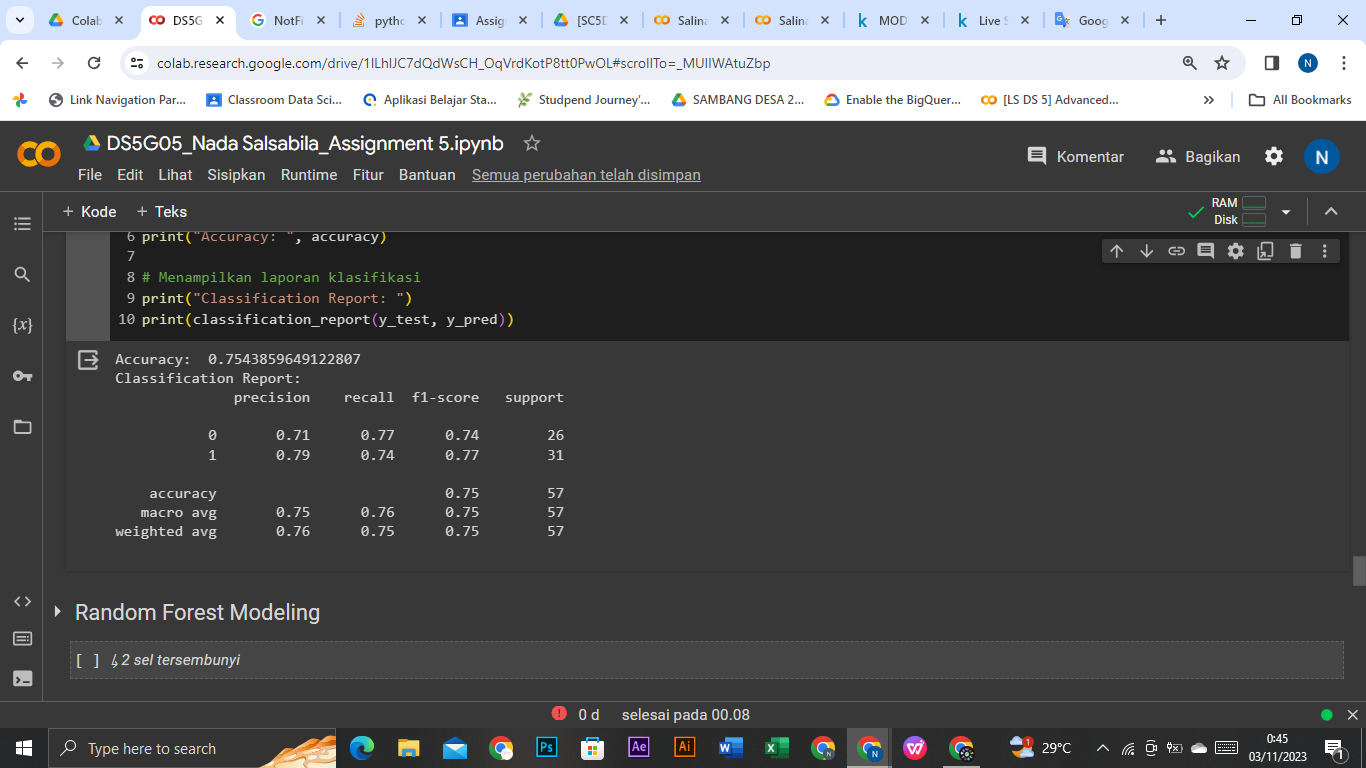 Colab
DS5G
NotFi
pytho
Assig
[SC5D
Salina
Salina
MOD
Live S
Goog
colab.research.google.com/drive/1ILhIJC7dQdWsCH_OqVrdKotP8tt0PwOL#scrollTo=_MUIIWAtuZbp
N
Link Navigation Par...
Classroom Data Sci...
Aplikasi Belajar Sta...
Studpend Journey'...
SAMBANG DESA 2...
Enable the BigQuer...
[LS DS 5] Advanced...
All Bookmarks
DS5G05_Nada Salsabila_Assignment 5.ipynb
Komentar
Bagikan
N
File Edit Lihat Sisipkan Runtime Fitur Bantuan Semua perubahan telah disimpan
+ Kode + Teks
RAM
Disk
6 print("Accuracy: ", accuracy)
7
8 # Menampilkan laporan klasifikasi
9 print("Classification Report: ")
10 print(classification_report(y_test, y_pred))
Accuracy:  0.7543859649122807
Classification Report:
precision recall f1-score support
0 0.71 0.77 0.74 26
1 0.79 0.74 0.77 31
accuracy 0.75 57
macro avg 0.75 0.76 0.75 57
weighted avg 0.76 0.75 0.75 57
Random Forest Modeling
[ ] ↳ 2 sel tersembunyi
0 d selesai pada 00.08
Type here to search
29°C
0:45
03/11/2023